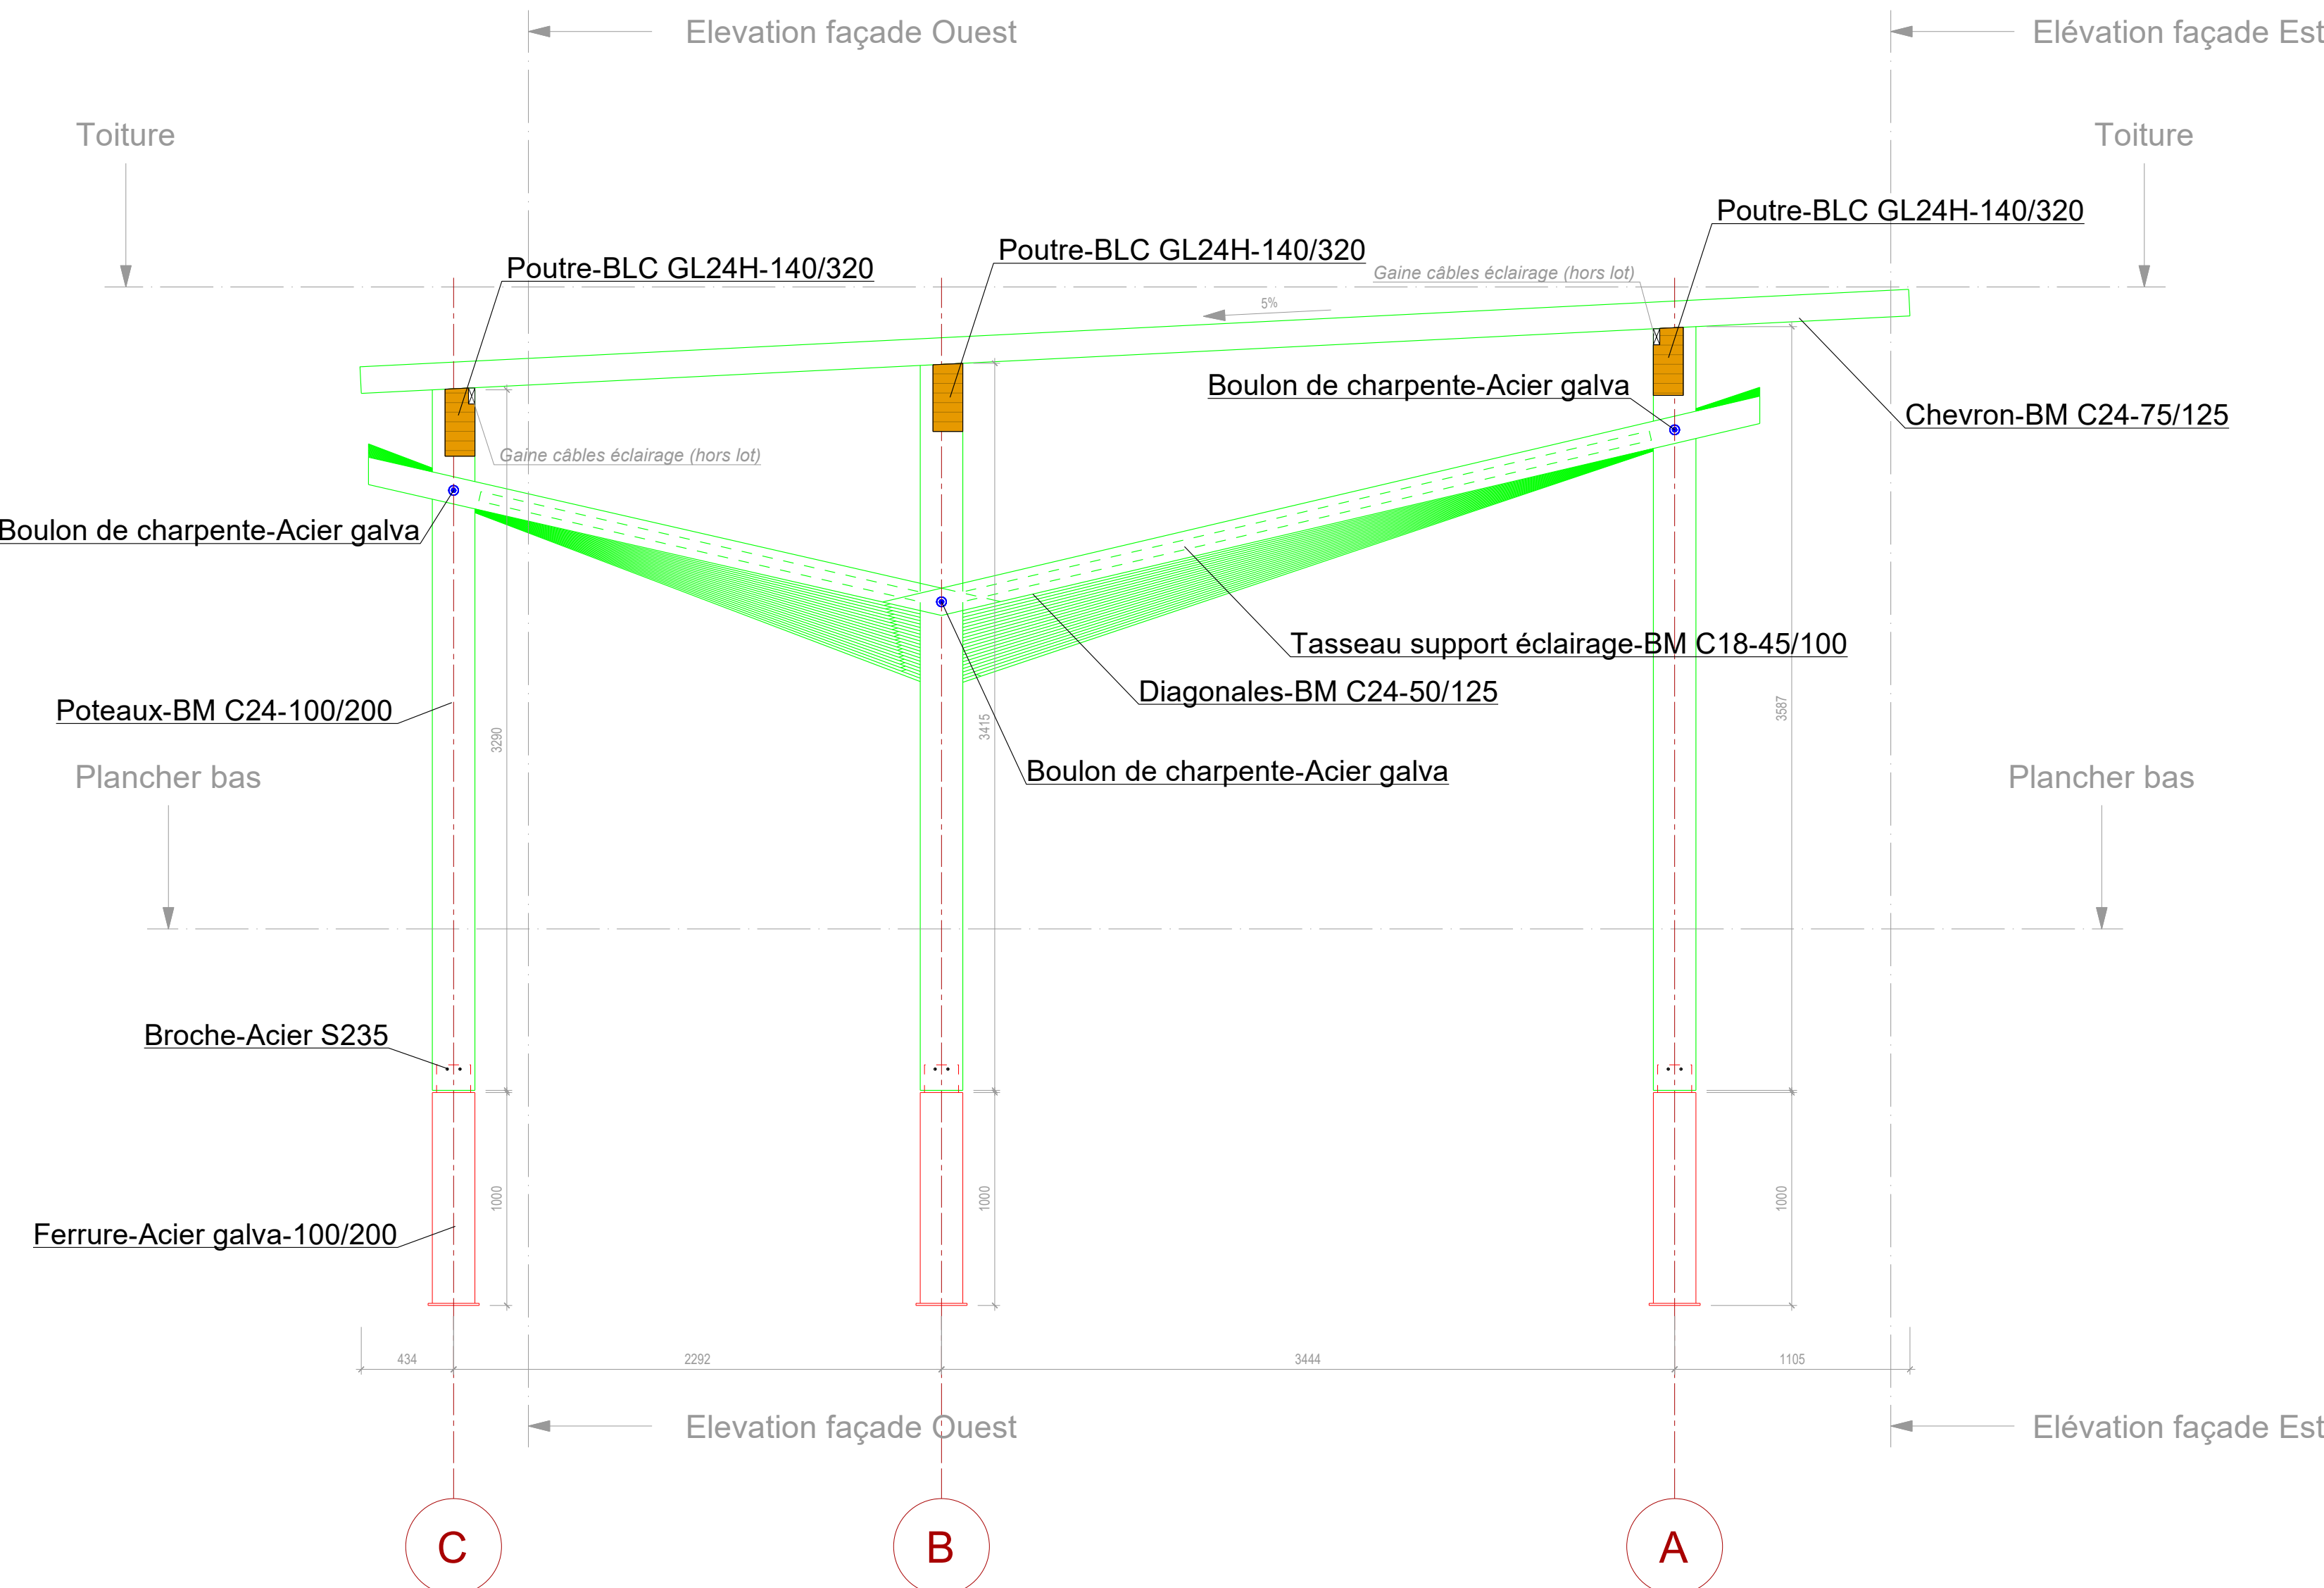 Elevation façade Ouest
Elévation façade Est
Toiture
Toiture
Poutre-BLC GL24H-140/320
Poutre-BLC GL24H-140/320
Poutre-BLC GL24H-140/320
Gaine câbles éclairage (hors lot)
5%
Boulon de charpente-Acier galva
Chevron-BM C24-75/125
Gaine câbles éclairage (hors lot)
Boulon de charpente-Acier galva
Tasseau support éclairage-BM C18-45/100
Diagonales-BM C24-50/125
Poteaux-BM C24-100/200
3290
3415
3587
Boulon de charpente-Acier galva
Plancher bas
Plancher bas
Broche-Acier S235
1000
1000
1000
Ferrure-Acier galva-100/200
434
2292
3444
1105
Elevation façade Ouest
Elévation façade Est
C
B
A